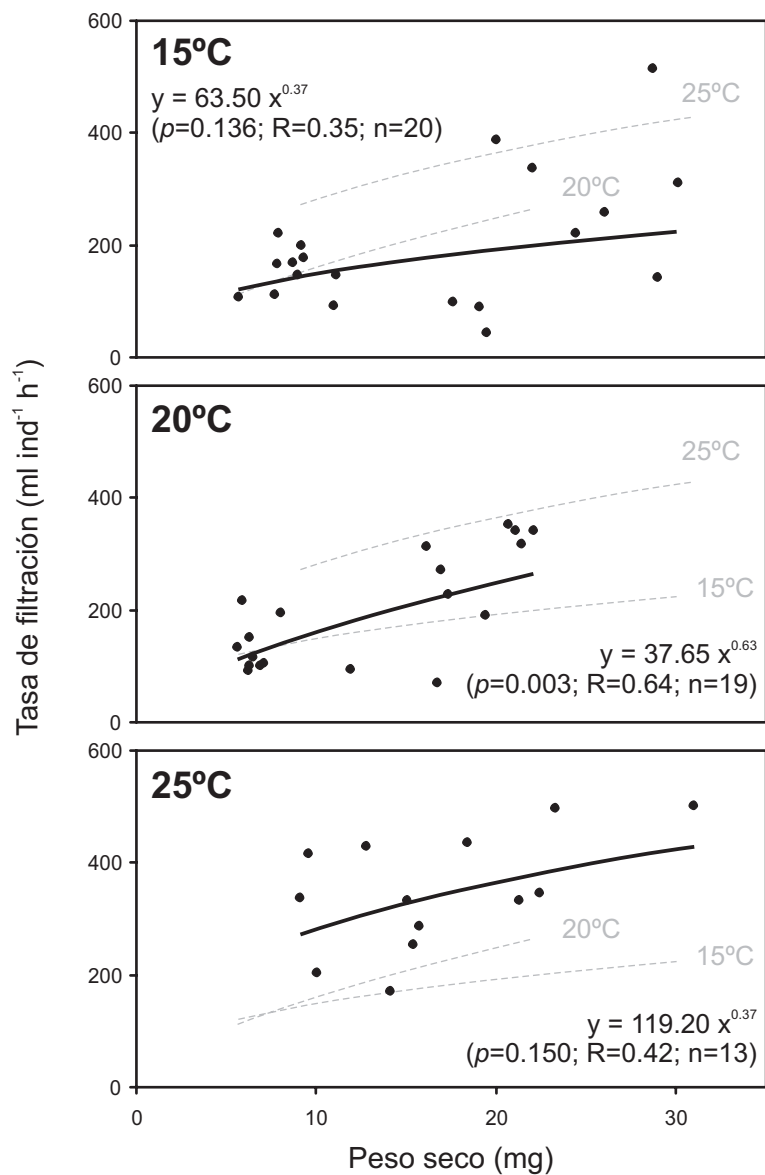 Tasa de filtración (ml ind⁻¹ h⁻¹)
600
15ºC
y = 63.50 x^0.37
(p=0.136; R=0.35; n=20)
25ºC
400
20ºC
200
0
600
20ºC
25ºC
400
200
15ºC
y = 37.65 x^0.63
(p=0.003; R=0.64; n=19)
0
600
25ºC
400
20ºC
15ºC
200
y = 119.20 x^0.37
(p=0.150; R=0.42; n=13)
0
0 10 20 30
Peso seco (mg)